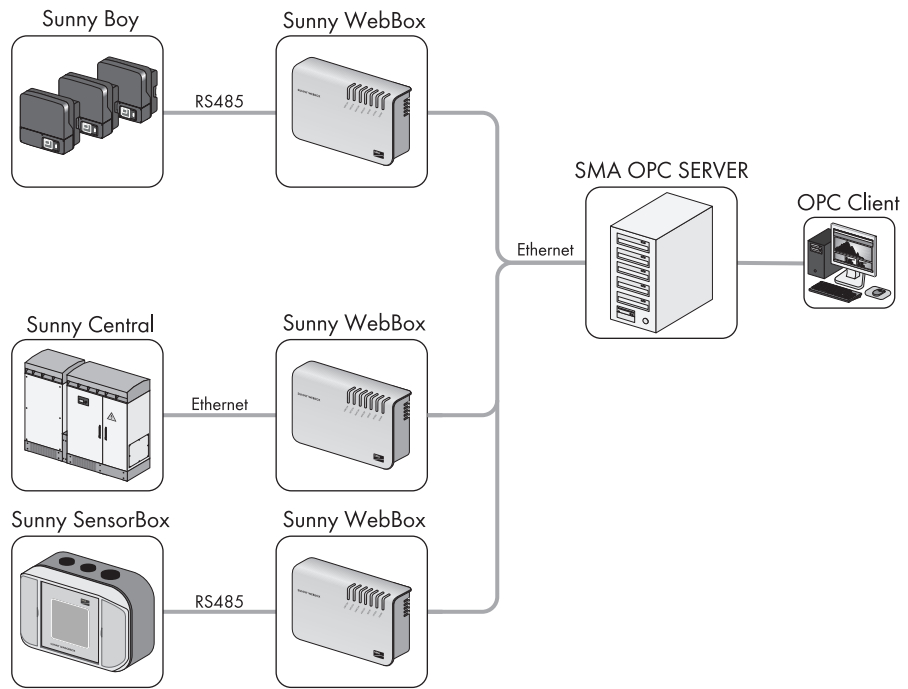 Sunny Boy
Sunny WebBox
RS485
SMA OPC SERVER
OPC Client
Ethernet
Sunny Central
Sunny WebBox
Ethernet
Sunny SensorBox
Sunny WebBox
RS485